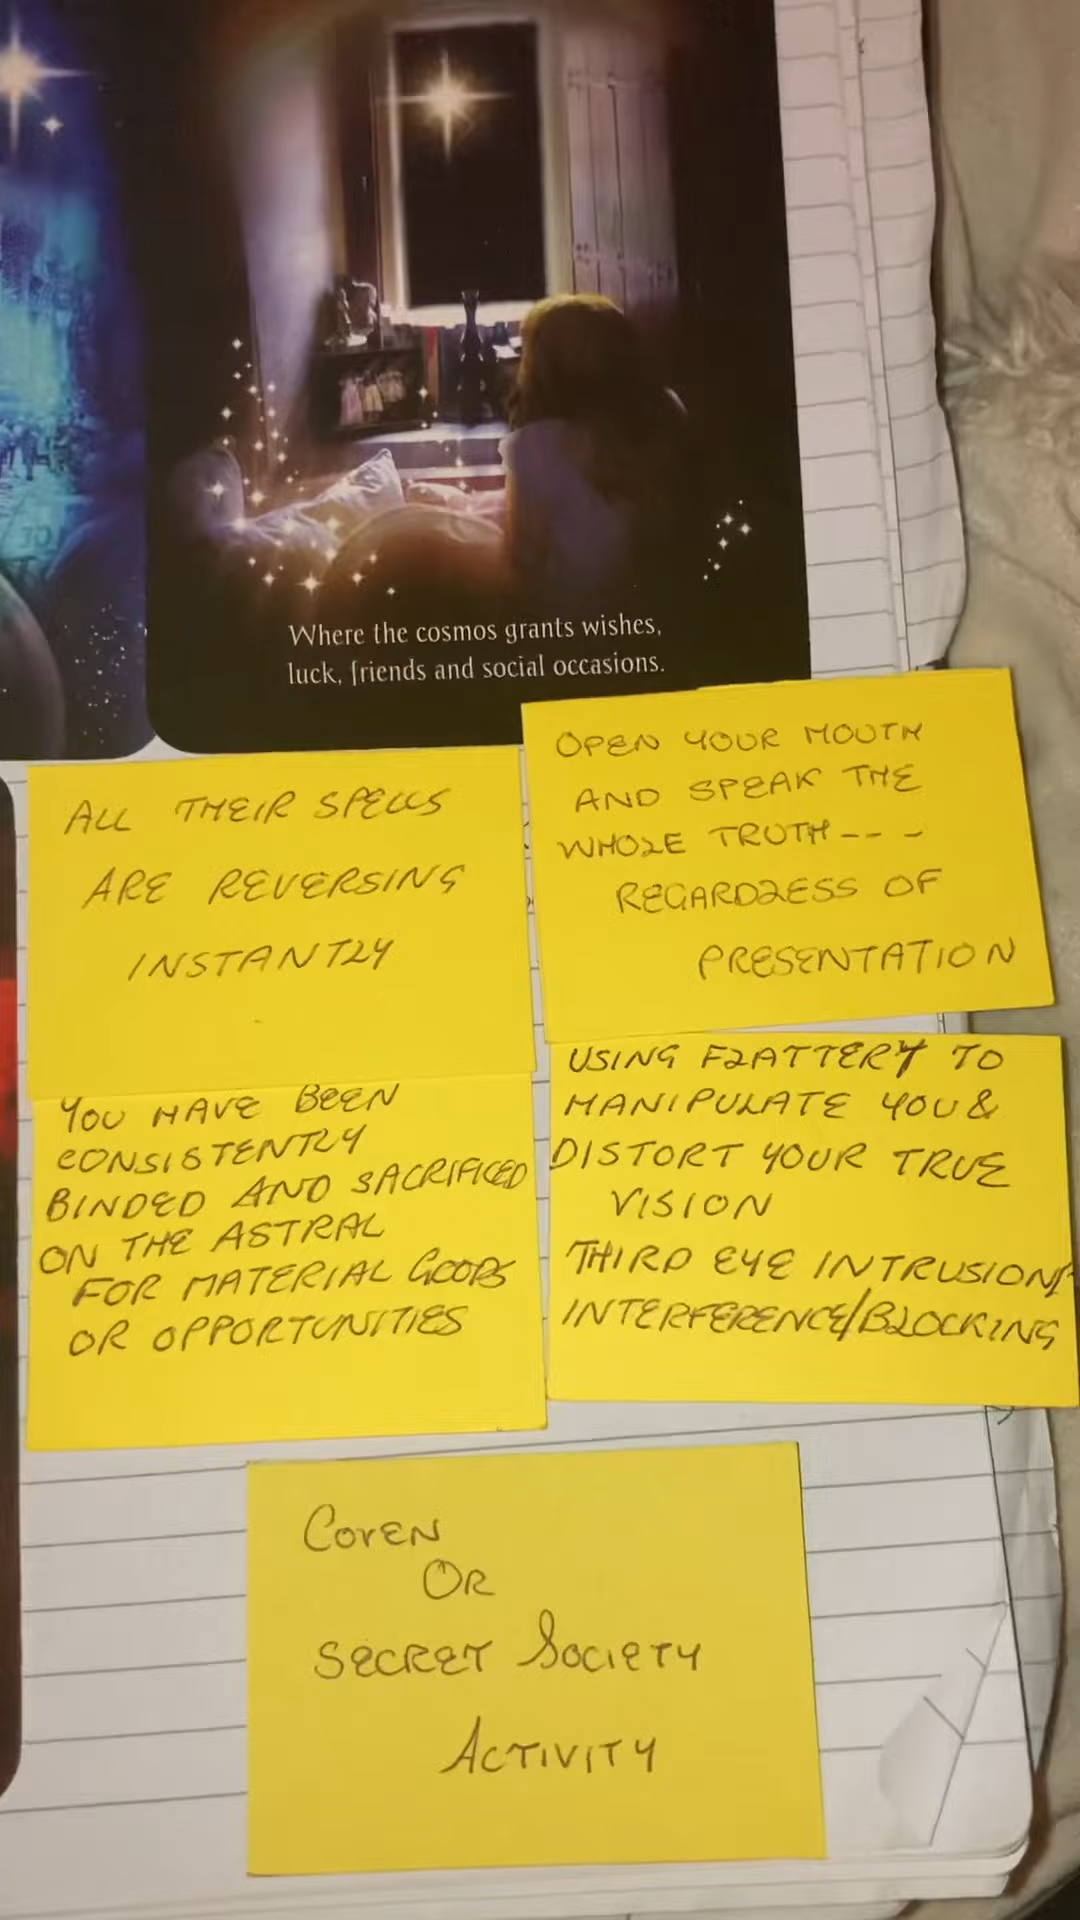 Where the cosmos grants wishes,
luck, friends and social occasions.
ALL THEIR SPELLS
ARE REVERSING
INSTANTLY
OPEN YOUR MOUTH
AND SPEAK THE
WHOLE TRUTH---
REGARDLESS OF
PRESENTATION
YOU HAVE BEEN
CONSISTENTLY
BINDED AND SACRIFICED
ON THE ASTRAL
FOR MATERIAL GOODS
OR OPPORTUNITIES
USING FLATTERY TO
MANIPULATE YOU &
DISTORT YOUR TRUE
VISION
THIRD EYE INTRUSION/
INTERFERENCE/BLOCKING
COVEN
OR
SECRET SOCIETY
ACTIVITY